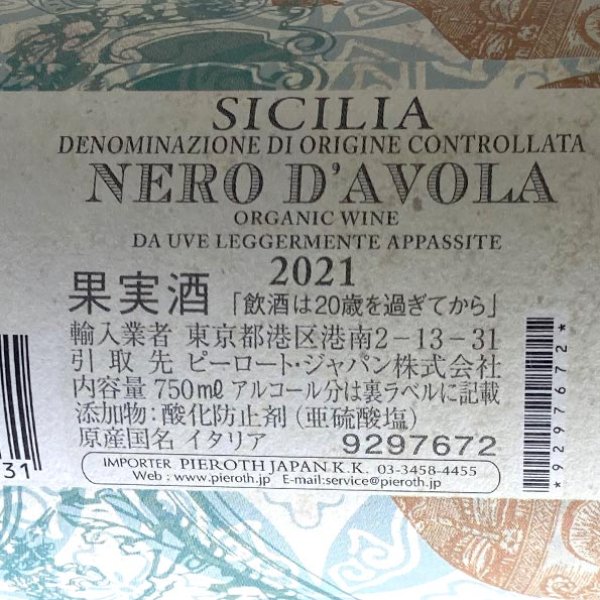 SICILIA
DENOMINAZIONE DI ORIGINE CONTROLLATA
NERO D'AVOLA
ORGANIC WINE
DA UVE LEGGERMENTE APPASSITE
2021
果実酒 「飲酒は20歳を過ぎてから」
輸入業者 東京都港区港南2-13-31
引取先 ピーロート・ジャパン株式会社
内容量 750mℓ アルコール分は裏ラベルに記載
添加物: 酸化防止剤 (亜硫酸塩)
原産国名 イタリア 9297672
IMPORTER PIEROTH JAPAN K.K. 03-3458-4455
Web : www.pieroth.jp E-mail:service@pieroth.jp
31
*9297672*